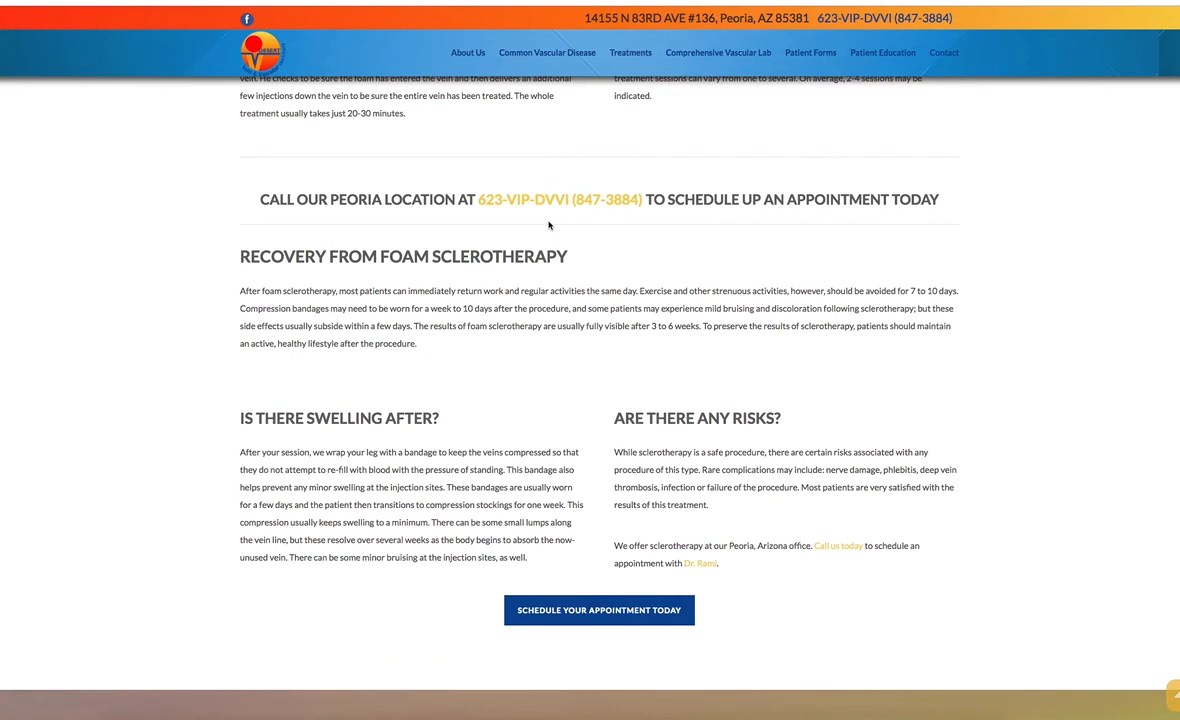 14155 N 83RD AVE #136, Peoria, AZ 85381 623-VIP-DVVI (847-3884)
DESERT
About Us Common Vascular Disease Treatments Comprehensive Vascular Lab Patient Forms Patient Education Contact
vein. He checks to be sure the foam has entered the vein and then delivers an additional
few injections down the vein to be sure the entire vein has been treated. The whole
treatment usually takes just 20-30 minutes.
treatment sessions can vary from one to several. On average, 2-4 sessions may be
indicated.
CALL OUR PEORIA LOCATION AT 623-VIP-DVVI (847-3884) TO SCHEDULE UP AN APPOINTMENT TODAY
RECOVERY FROM FOAM SCLEROTHERAPY
After foam sclerotherapy, most patients can immediately return work and regular activities the same day. Exercise and other strenuous activities, however, should be avoided for 7 to 10 days.
Compression bandages may need to be worn for a week to 10 days after the procedure, and some patients may experience mild bruising and discoloration following sclerotherapy; but these
side effects usually subside within a few days. The results of foam sclerotherapy are usually fully visible after 3 to 6 weeks. To preserve the results of sclerotherapy, patients should maintain
an active, healthy lifestyle after the procedure.
IS THERE SWELLING AFTER?
After your session, we wrap your leg with a bandage to keep the veins compressed so that
they do not attempt to re-fill with blood with the pressure of standing. This bandage also
helps prevent any minor swelling at the injection sites. These bandages are usually worn
for a few days and the patient then transitions to compression stockings for one week. This
compression usually keeps swelling to a minimum. There can be some small lumps along
the vein line, but these resolve over several weeks as the body begins to absorb the now-
unused vein. There can be some minor bruising at the injection sites, as well.
ARE THERE ANY RISKS?
While sclerotherapy is a safe procedure, there are certain risks associated with any
procedure of this type. Rare complications may include: nerve damage, phlebitis, deep vein
thrombosis, infection or failure of the procedure. Most patients are very satisfied with the
results of this treatment.
We offer sclerotherapy at our Peoria, Arizona office. Call us today to schedule an
appointment with Dr. Rami.
SCHEDULE YOUR APPOINTMENT TODAY